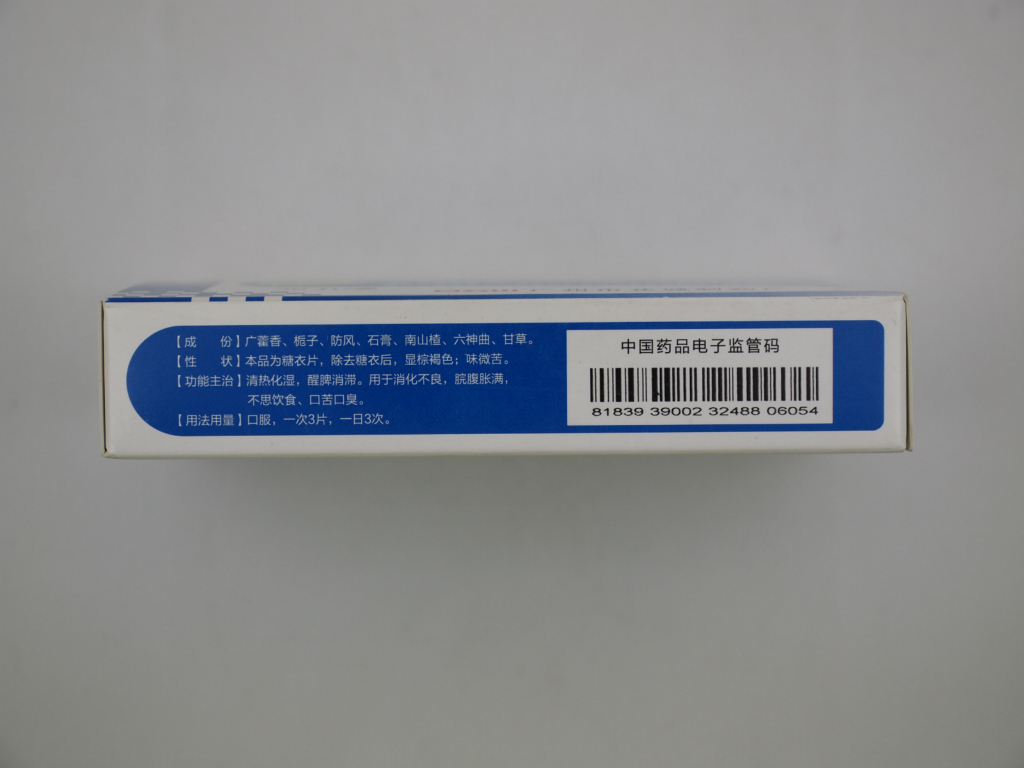 【成 份】广藿香、栀子、防风、石膏、南山楂、六神曲、甘草。
【性 状】本品为糖衣片，除去糖衣后，显棕褐色；味微苦。
【功能主治】清热化湿，醒脾消滞。用于消化不良，脘腹胀满，
不思饮食、口苦口臭。
【用法用量】口服，一次3片，一日3次。
中国药品电子监管码
81839 39002 32488 06054